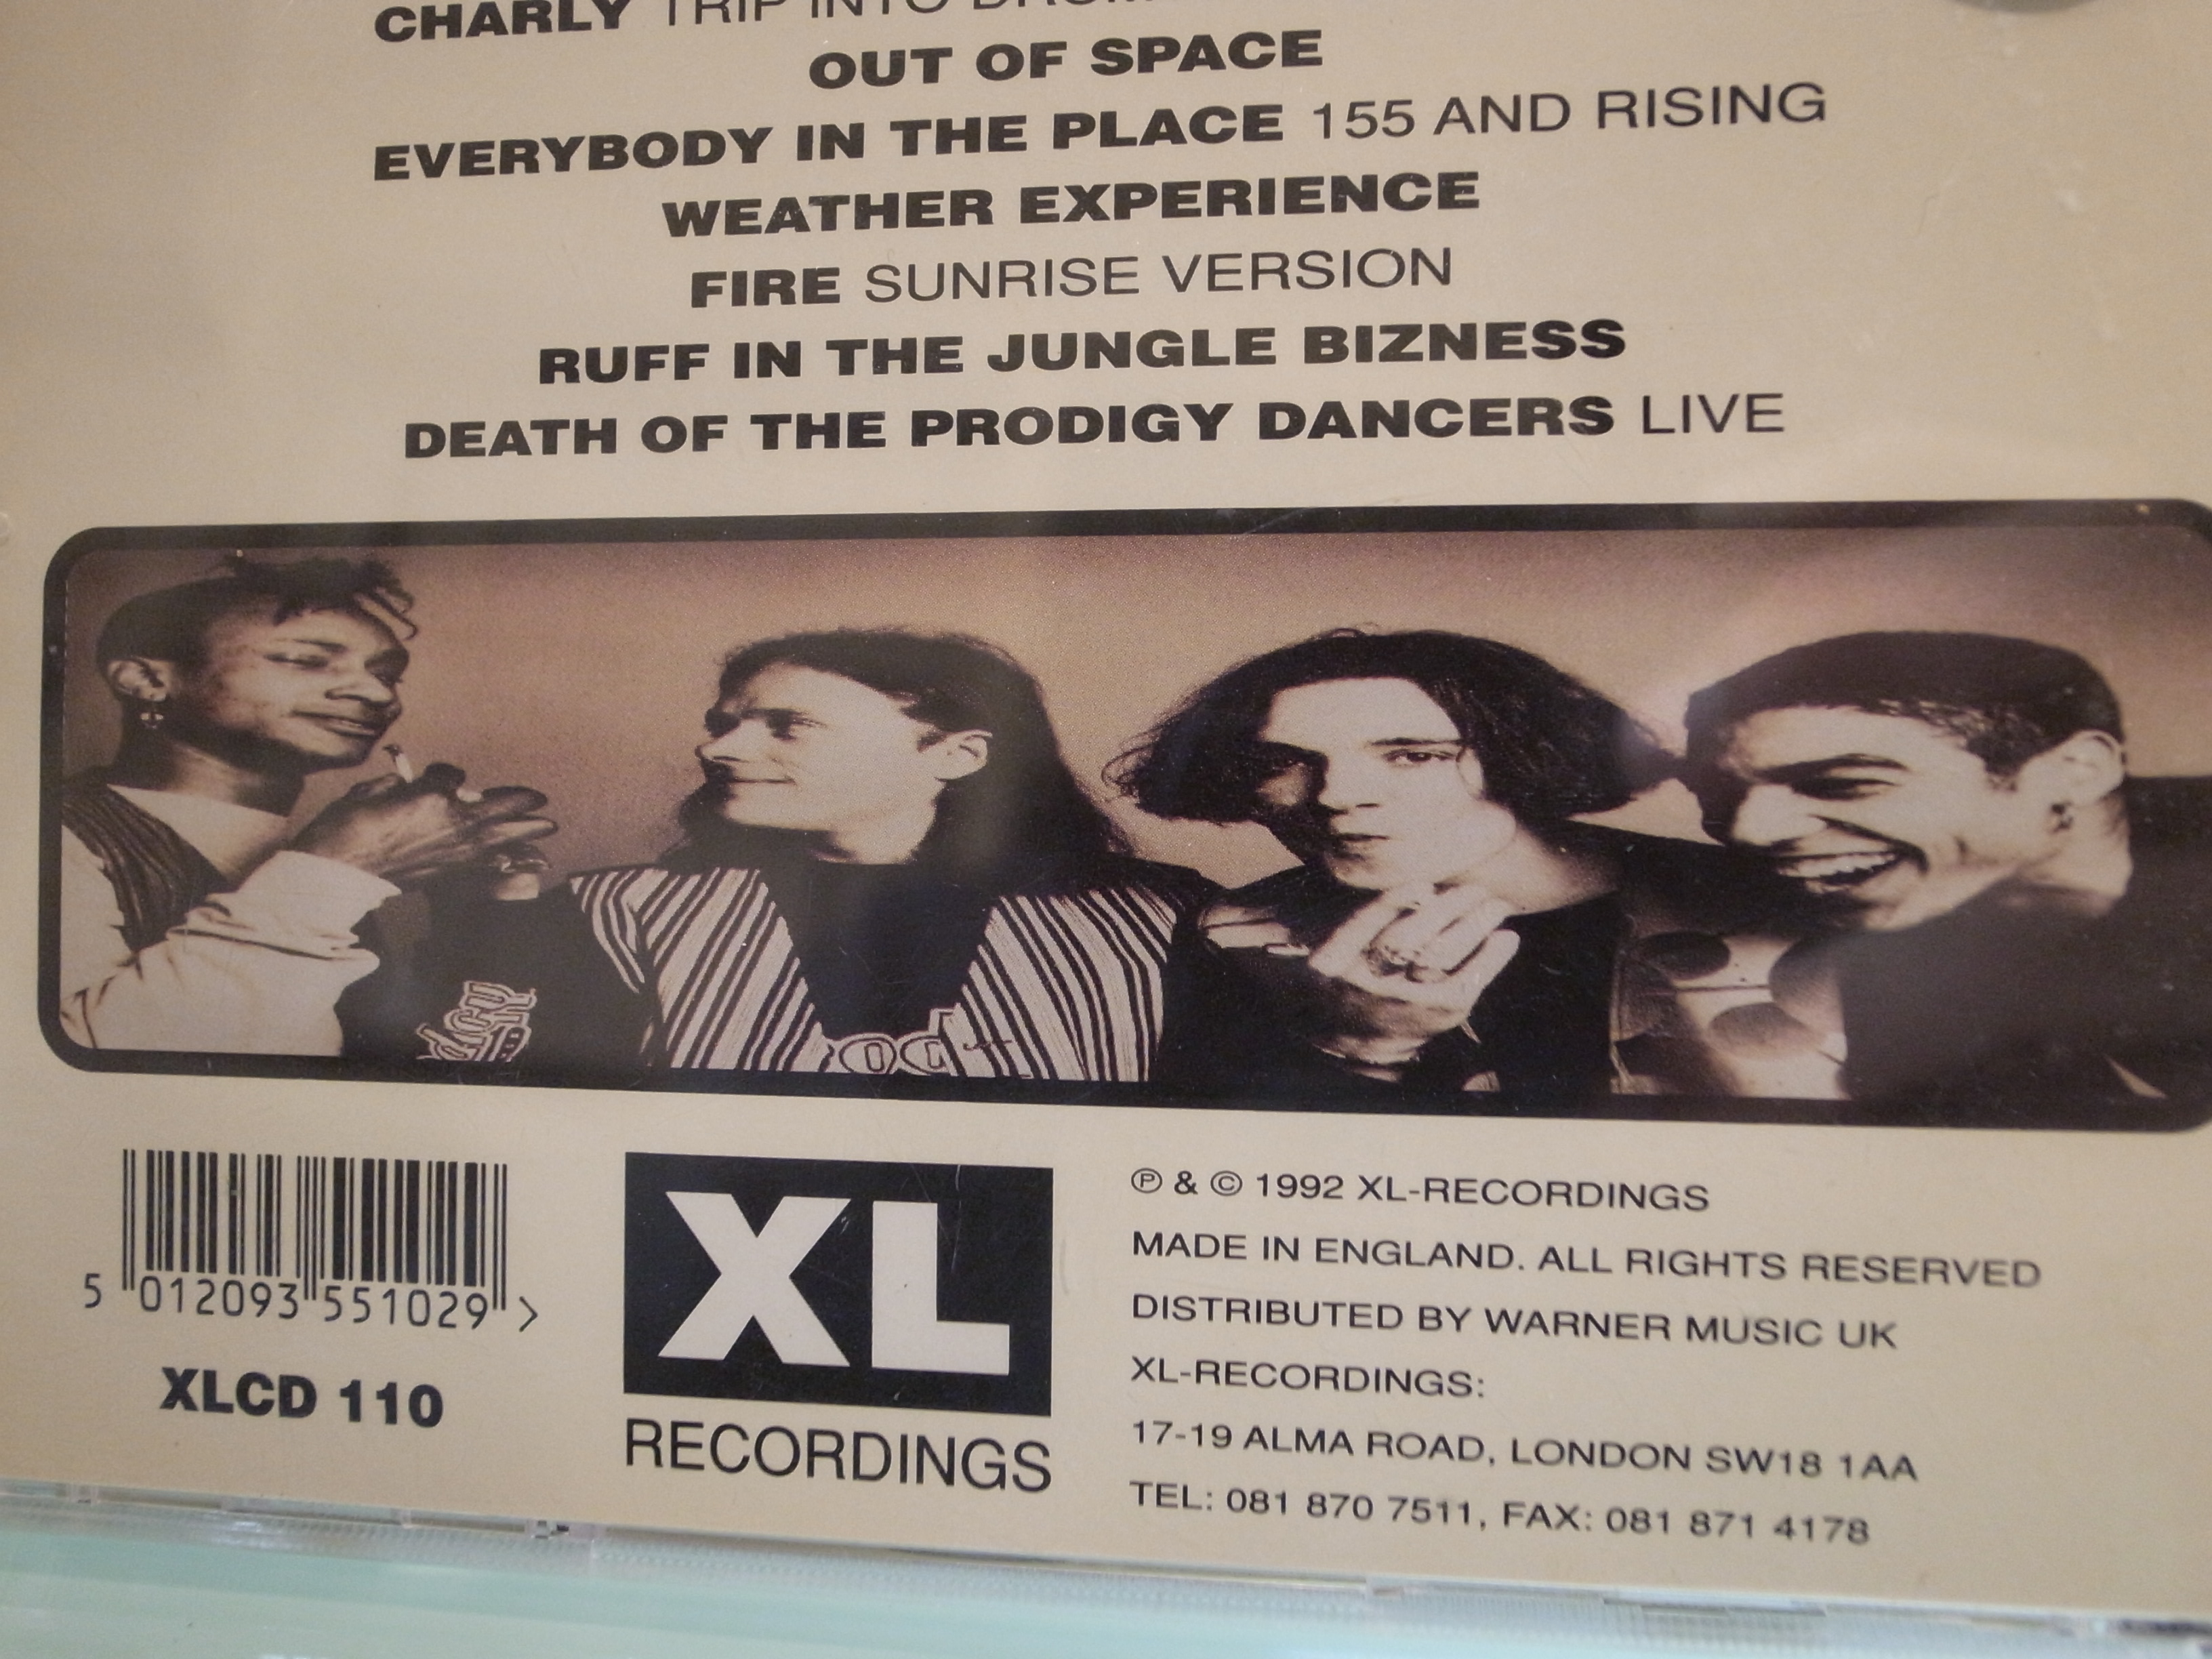 CHARLY TRIP INTO DRUM
OUT OF SPACE
EVERYBODY IN THE PLACE 155 AND RISING
WEATHER EXPERIENCE
FIRE SUNRISE VERSION
RUFF IN THE JUNGLE BIZNESS
DEATH OF THE PRODIGY DANCERS LIVE
5 012093 551029 >
XLCD 110
XL
RECORDINGS
℗ & © 1992 XL-RECORDINGS
MADE IN ENGLAND. ALL RIGHTS RESERVED
DISTRIBUTED BY WARNER MUSIC UK
XL-RECORDINGS:
17-19 ALMA ROAD, LONDON SW18 1AA
TEL: 081 870 7511, FAX: 081 871 4178